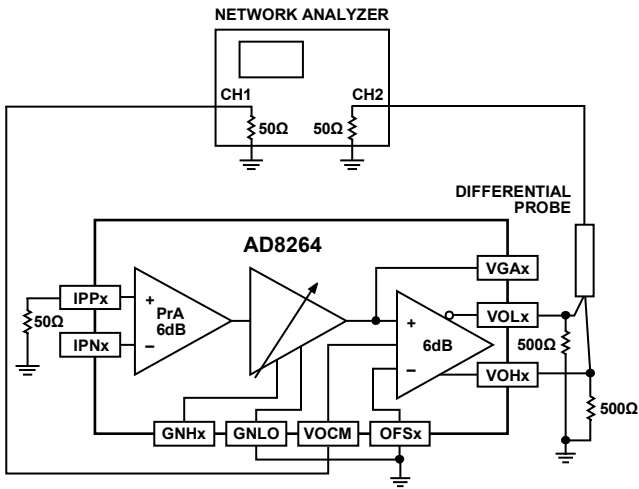 NETWORK ANALYZER
CH1
CH2
50Ω
50Ω
DIFFERENTIAL
PROBE
AD8264
VGAx
IPPx
+
PrA
6dB
–
IPNx
50Ω
+
6dB
–
VOLx
500Ω
VOHx
500Ω
GNHx
GNLO
VOCM
OFSx